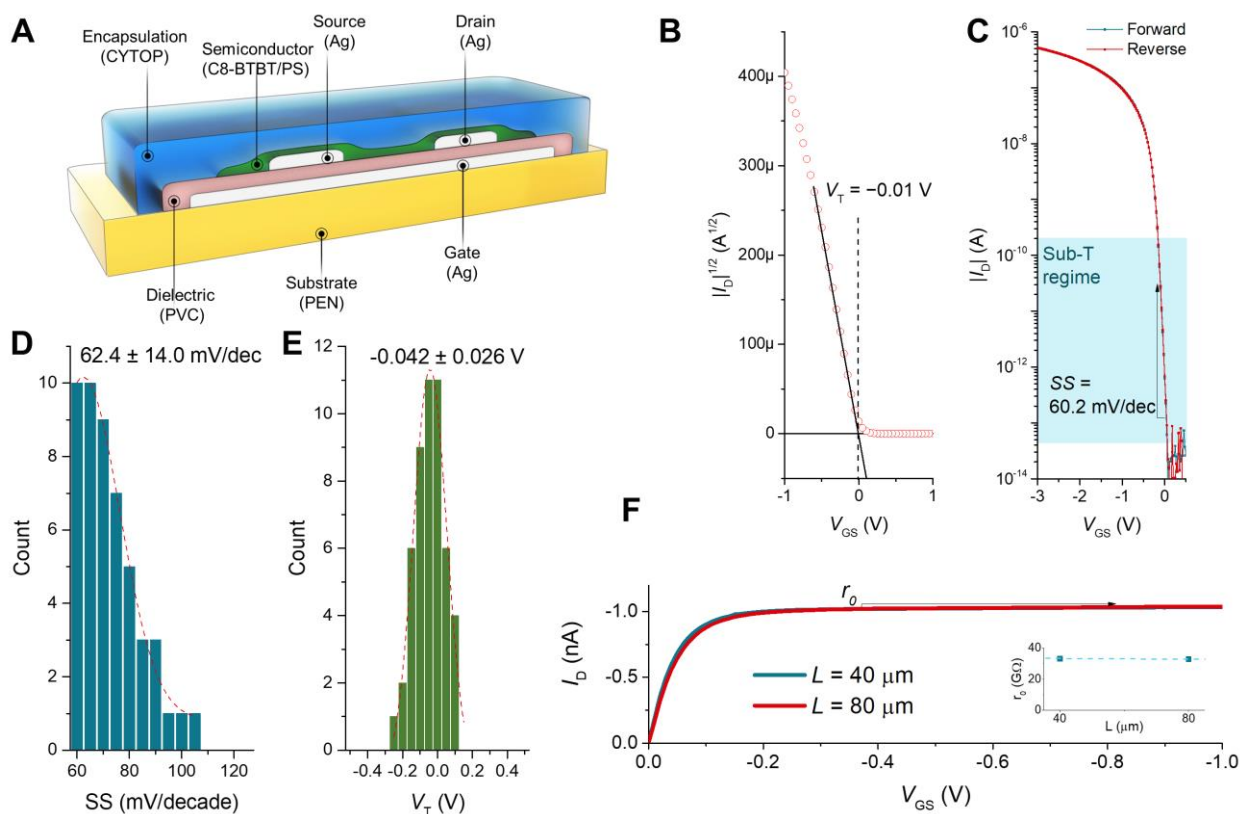 A
Encapsulation
(CYTOP)
Semiconductor
(C8-BTBT/PS)
Source
(Ag)
Drain
(Ag)
Dielectric
(PVC)
Substrate
(PEN)
Gate
(Ag)
B
|I_D|^1/2 (A^1/2)
400µ
300µ
200µ
100µ
0
V_T = −0.01 V
-1
0
1
V_GS (V)
C
Forward
Reverse
|I_D| (A)
10^-6
10^-8
10^-10
10^-12
10^-14
Sub-T
regime
SS =
60.2 mV/dec
-3
-2
-1
0
V_GS (V)
D
62.4 ± 14.0 mV/dec
Count
10
8
6
4
2
0
60
80
100
120
SS (mV/decade)
E
-0.042 ± 0.026 V
Count
12
10
8
6
4
2
0
-0.4
-0.2
0.0
0.2
0.4
V_T (V)
F
I_D (nA)
-1.0
-0.5
0.0
r_0
L = 40 µm
L = 80 µm
r_0 (GΩ)
40
20
0
40
80
L (µm)
0.0
-0.2
-0.4
-0.6
-0.8
-1.0
V_GS (V)